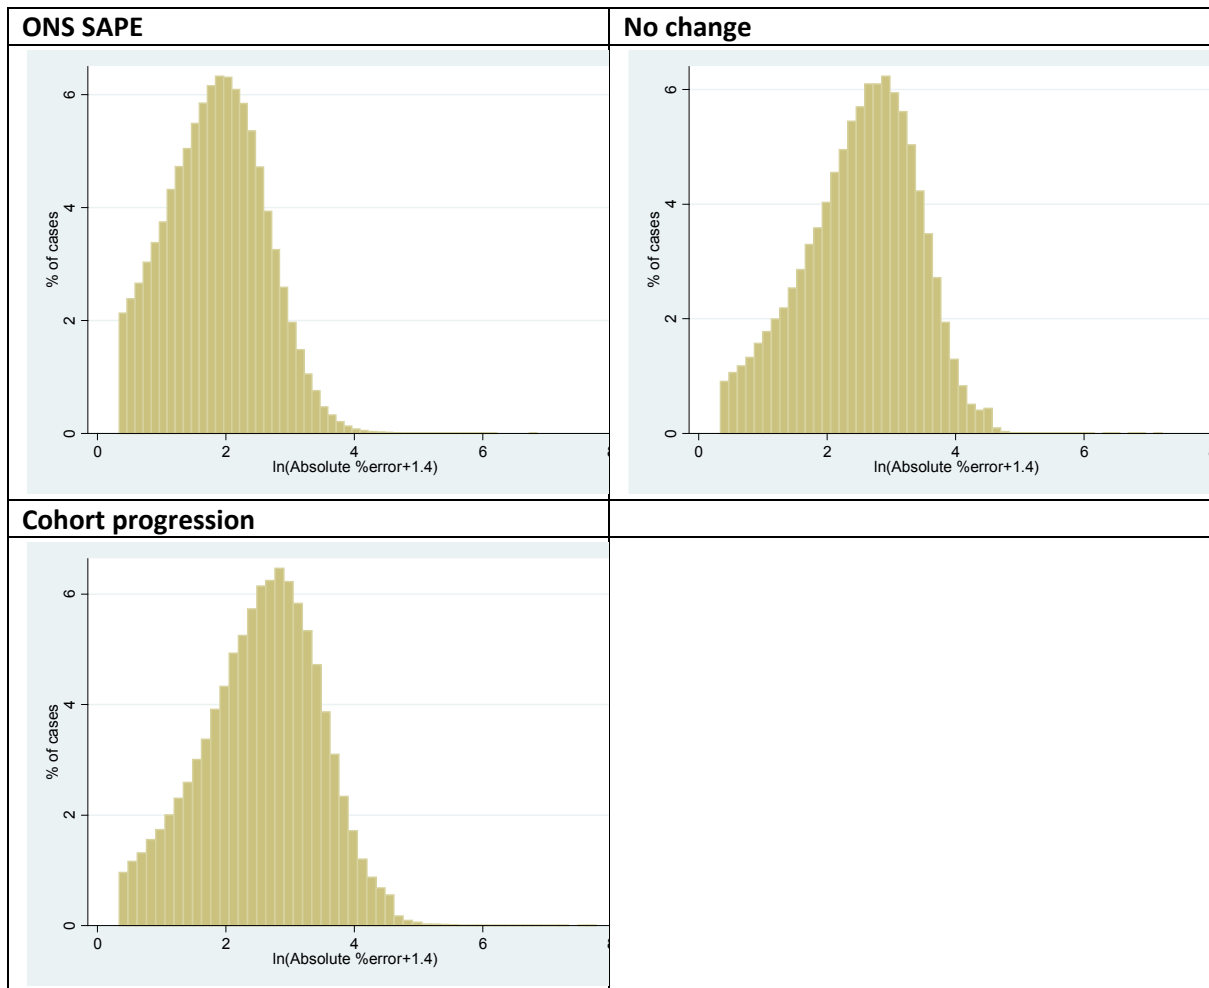 ONS SAPE
No change
6
4
2
0
% of cases
0 2 4 6
ln(Absolute %error+1.4)
6
4
2
0
% of cases
0 2 4 6
ln(Absolute %error+1.4)
Cohort progression
6
4
2
0
% of cases
0 2 4 6
ln(Absolute %error+1.4)